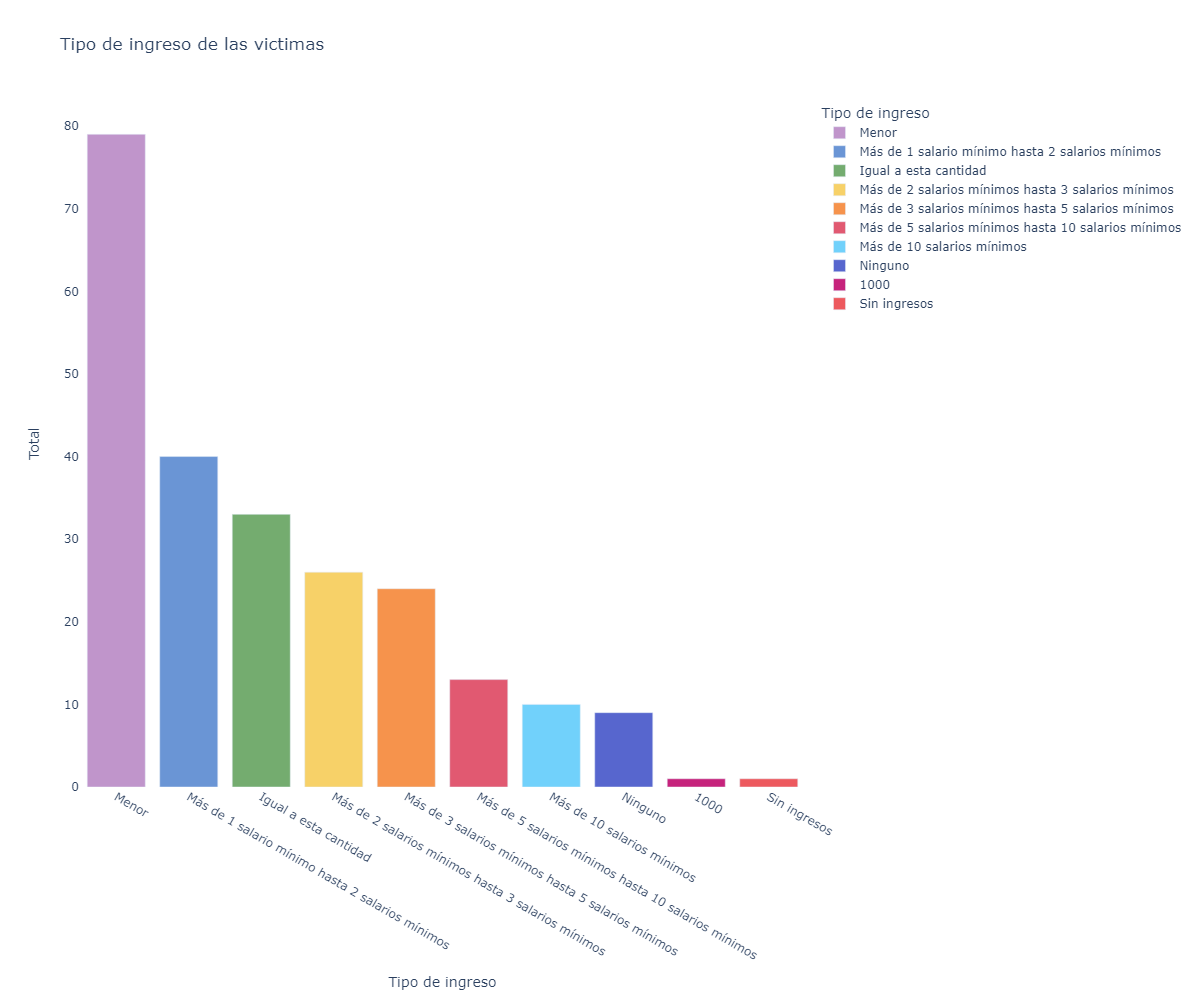 Tipo de ingreso de las victimas
Tipo de ingreso
Menor
Más de 1 salario mínimo hasta 2 salarios mínimos
Igual a esta cantidad
Más de 2 salarios mínimos hasta 3 salarios mínimos
Más de 3 salarios mínimos hasta 5 salarios mínimos
Más de 5 salarios mínimos hasta 10 salarios mínimos
Más de 10 salarios mínimos
Ninguno
1000
Sin ingresos
Total
80
70
60
50
40
30
20
10
0
Menor
Más de 1 salario mínimo hasta 2 salarios mínimos
Igual a esta cantidad
Más de 2 salarios mínimos hasta 3 salarios mínimos
Más de 3 salarios mínimos hasta 5 salarios mínimos
Más de 5 salarios mínimos hasta 10 salarios mínimos
Más de 10 salarios mínimos
Ninguno
1000
Sin ingresos
Tipo de ingreso